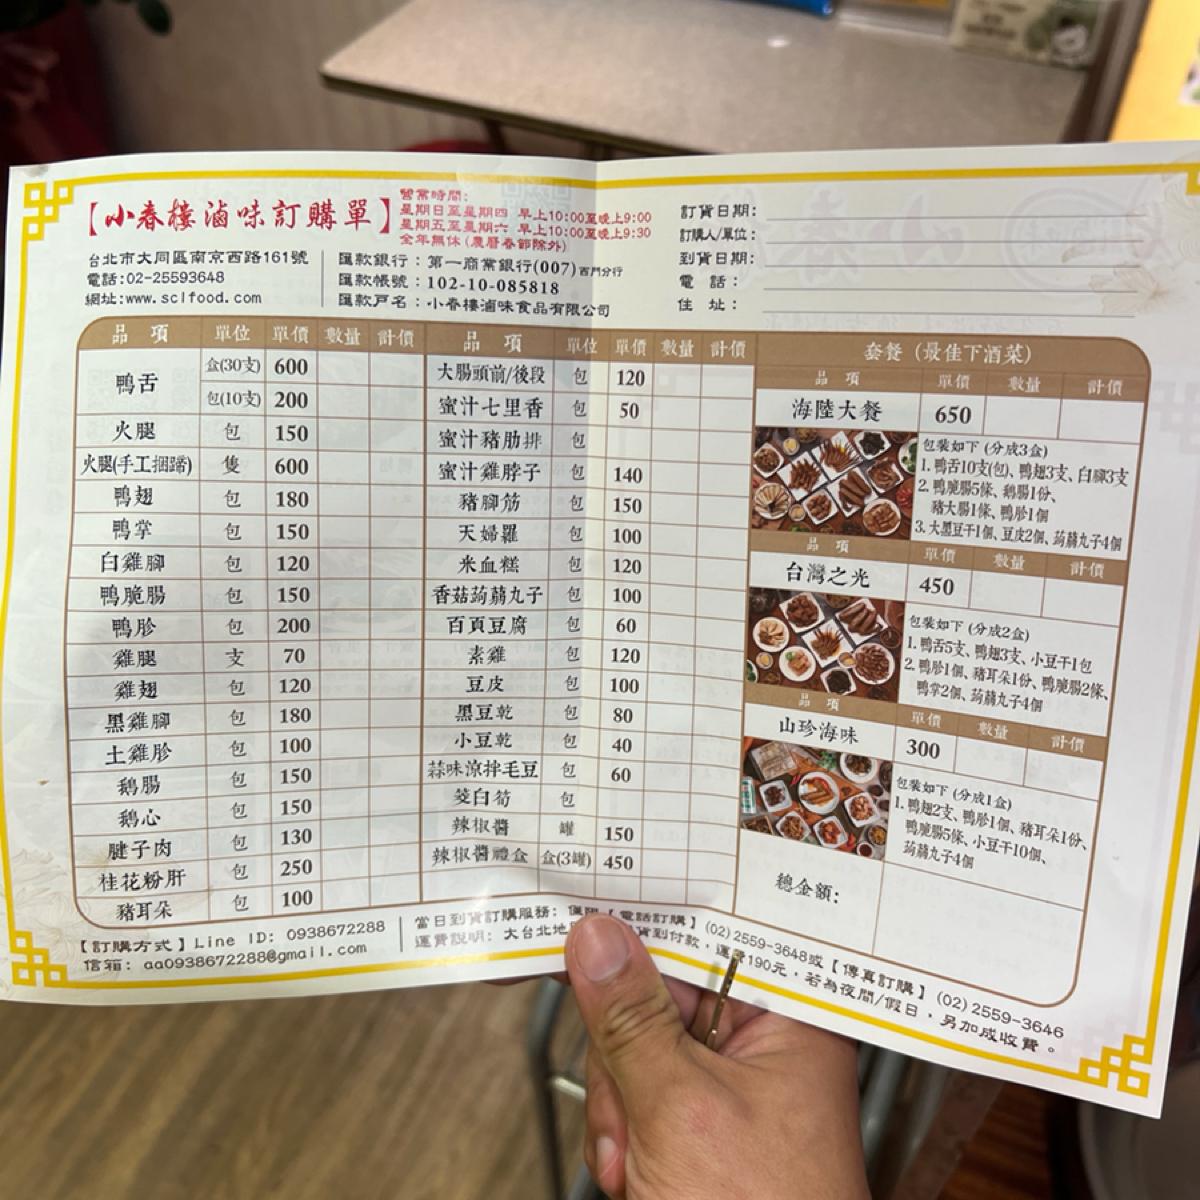 【小春樓滷味訂購單】
營業時間:
星期日至星期四 早上10:00至晚上9:00
星期五至星期六 早上10:00至晚上9:30
全年無休(農曆春節除外)
台北市大同區南京西路161號
電話:02-25593648
網址:www.sclfood.com
匯款銀行：第一商業銀行(007)西門分行
匯款帳號：102-10-085818
匯款戶名：小春樓滷味食品有限公司
訂貨日期:
訂購人/單位:
到貨日期:
電 話：
住 址：
品 項 單位 單價 數量 計價
鴨舌 盒(30支) 600
包(10支) 200
火腿 包 150
火腿(手工捆蹄) 隻 600
鴨翅 包 180
鴨掌 包 150
白雞腳 包 120
鴨脆腸 包 150
鴨胗 包 200
雞腿 支 70
雞翅 包 120
黑雞腳 包 180
土雞胗 包 100
鵝腸 包 150
鵝心 包 150
腱子肉 包 130
桂花粉肝 包 250
豬耳朵 包 100
品 項 單位 單價 數量 計價
大腸頭前/後段 包 120
蜜汁七里香 包 50
蜜汁豬肋排 包
蜜汁雞脖子 包 140
豬腳筋 包 150
天婦羅 包 100
米血糕 包 120
香菇蒟蒻丸子 包 100
百頁豆腐 包 60
素雞 包 120
豆皮 包 100
黑豆乾 包 80
小豆乾 包 40
蒜味涼拌毛豆 包 60
茭白筍 包
辣椒醬 罐 150
辣椒醬禮盒 盒(3罐) 450
套餐（最佳下酒菜）
品 項 單價 數量 計價
海陸大餐 650
包裝如下 (分成3盒)
1. 鴨舌10支(包)、鴨翅3支、白腳3支
2. 鴨脆腸5條、鵝腸1份、
豬大腸1條、鴨胗1個
3. 大黑豆干1個、豆皮2個、蒟蒻丸子4個
品 項 單價 數量 計價
台灣之光 450
包裝如下 (分成2盒)
1. 鴨舌5支、鴨翅3支、小豆干1包
2. 鴨胗1個、豬耳朵1份、鴨脆腸2條、
鴨掌2個、蒟蒻丸子4個
品 項 單價 數量 計價
山珍海味 300
包裝如下 (分成1盒)
1. 鴨翅2支、鴨胗1個、豬耳朵1份、
鴨脆腸5條、小豆干10個、
蒟蒻丸子4個
總金額:
【訂購方式】Line ID: 0938672288
信箱: aa0938672288@gmail.com
當日到貨訂購服務: 僅限【電話訂購】(02)2559-3648或【傳真訂購】(02)2559-3646
運費說明: 大台北地 貨到付款，運費190元，若為夜間/假日，另加成收費。